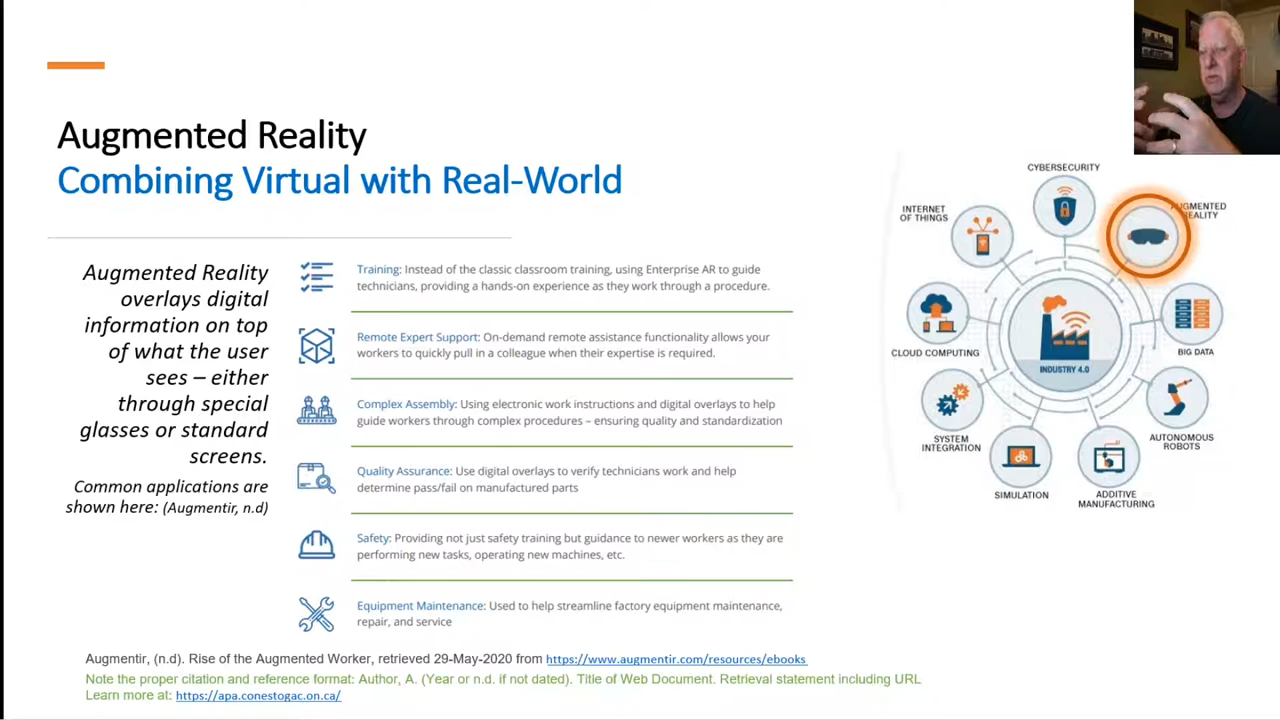 Augmented Reality
Combining Virtual with Real-World
Augmented Reality
overlays digital
information on top
of what the user
sees – either
through special
glasses or standard
screens.
Common applications are
shown here: (Augmentir, n.d)
Training: Instead of the classic classroom training, using Enterprise AR to guide
technicians, providing a hands-on experience as they work through a procedure.
Remote Expert Support: On-demand remote assistance functionality allows your
workers to quickly pull in a colleague when their expertise is required.
Complex Assembly: Using electronic work instructions and digital overlays to help
guide workers through complex procedures – ensuring quality and standardization
Quality Assurance: Use digital overlays to verify technicians work and help
determine pass/fail on manufactured parts
Safety: Providing not just safety training but guidance to newer workers as they are
performing new tasks, operating new machines, etc.
Equipment Maintenance: Used to help streamline factory equipment maintenance,
repair, and service
CYBERSECURITY
AUGMENTED
REALITY
INTERNET
OF THINGS
CLOUD COMPUTING
BIG DATA
INDUSTRY 4.0
SYSTEM
INTEGRATION
AUTONOMOUS
ROBOTS
SIMULATION
ADDITIVE
MANUFACTURING
Augmentir, (n.d). Rise of the Augmented Worker, retrieved 29-May-2020 from https://www.augmentir.com/resources/ebooks
Note the proper citation and reference format: Author, A. (Year or n.d. if not dated). Title of Web Document. Retrieval statement including URL
Learn more at: https://apa.conestogac.on.ca/